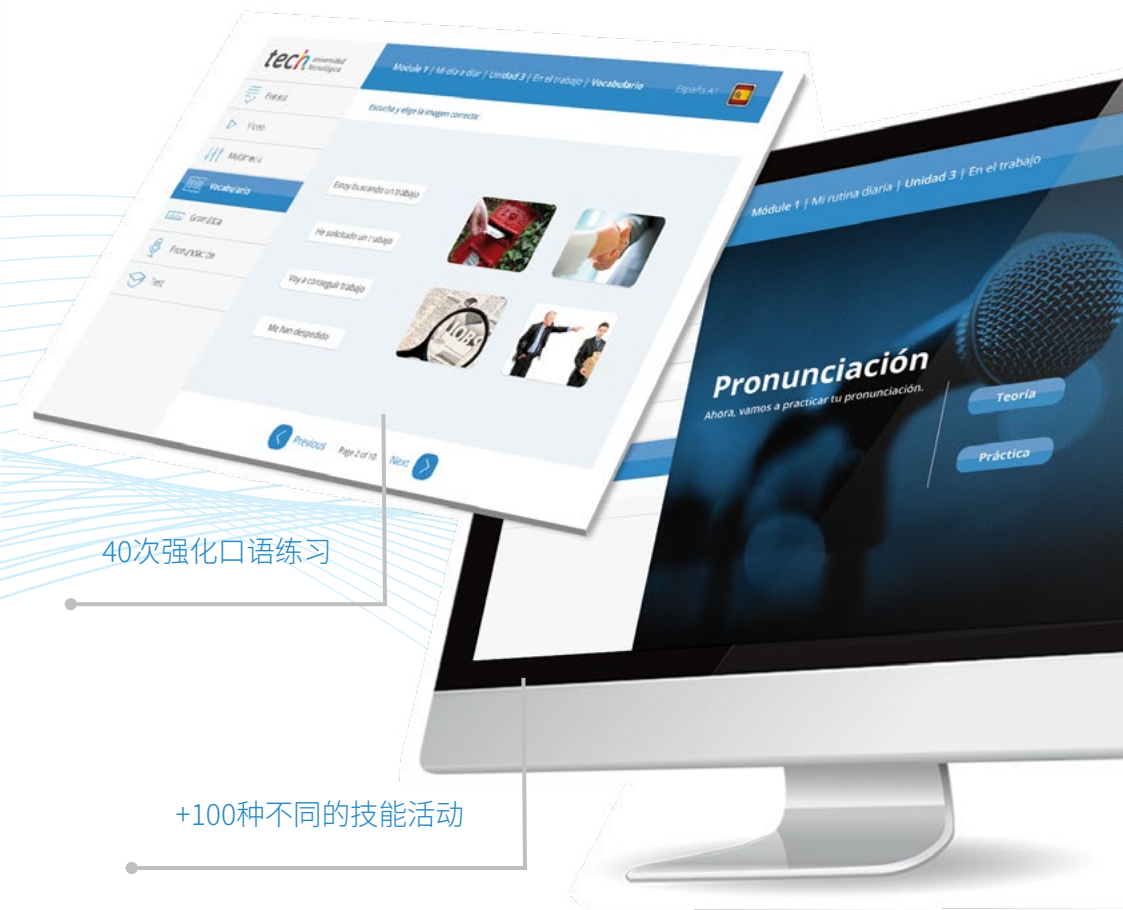 tech universidad
tecnológica
Module 1 | Mi día a díar | Unidad 3 | En el trabajo | Vocabulario
España A1
Escucha y elige la imagen correcta:
Vocabulario
Gramática
Pronunciación
Test
Estoy buscando un trabajo
He solicitado un trabajo
Voy a conseguir trabajo
Me han despedido
JOBS
Previous
Page 2 of 10
Next
Módule 1 | Mi rutina diaria | Unidad 3 | En el trabajo
Pronunciación
Ahora, vamos a practicar tu pronunciación.
Teoría
Práctica
40次强化口语练习
+100种不同的技能活动